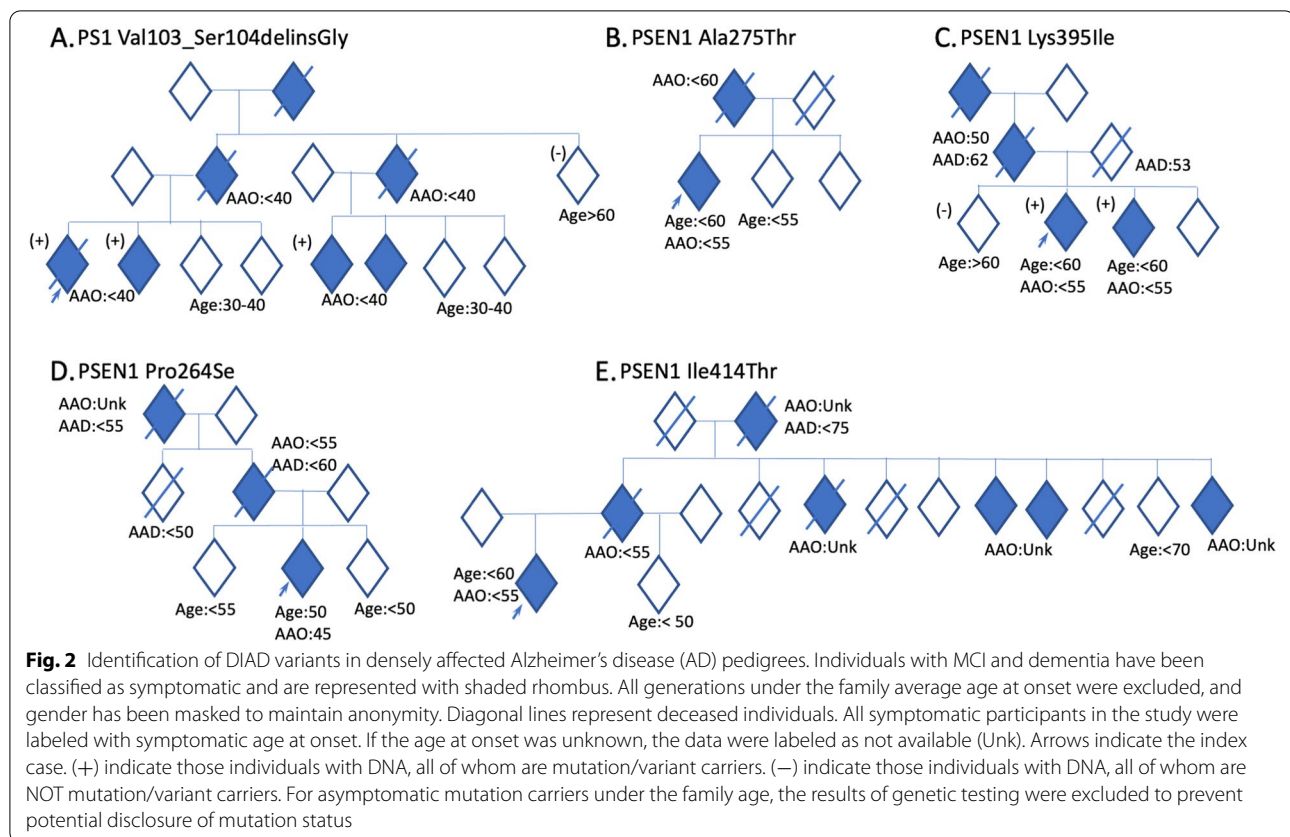 A. PS1 Val103_Ser104delinsGly
AAO:<40
AAO:<40
(-)
Age>60
(+)
(+)
(+)
AAO:<40
Age:30-40
AAO:<40
Age:30-40
B. PSEN1 Ala275Thr
AAO:<60
Age:<60
AAO:<55
Age:<55
C. PSEN1 Lys395Ile
AAO:50
AAD:62
AAD:53
(-)
(+)
(+)
Age:>60
Age:<60
AAO:<55
Age:<60
AAO:<55
D. PSEN1 Pro264Se
AAO:Unk
AAD:<55
AAO:<55
AAD:<60
AAD:<50
Age:<55
Age:50
AAO:45
Age:<50
E. PSEN1 Ile414Thr
AAO:Unk
AAD:<75
AAO:<55
AAO:Unk
AAO:Unk
Age:<70
AAO:Unk
Age:<60
AAO:<55
Age:< 50
Fig. 2 Identification of DIAD variants in densely affected Alzheimer's disease (AD) pedigrees. Individuals with MCI and dementia have been
classified as symptomatic and are represented with shaded rhombus. All generations under the family average age at onset were excluded, and
gender has been masked to maintain anonymity. Diagonal lines represent deceased individuals. All symptomatic participants in the study were
labeled with symptomatic age at onset. If the age at onset was unknown, the data were labeled as not available (Unk). Arrows indicate the index
case. (+) indicate those individuals with DNA, all of whom are mutation/variant carriers. (−) indicate those individuals with DNA, all of whom are
NOT mutation/variant carriers. For asymptomatic mutation carriers under the family age, the results of genetic testing were excluded to prevent
potential disclosure of mutation status